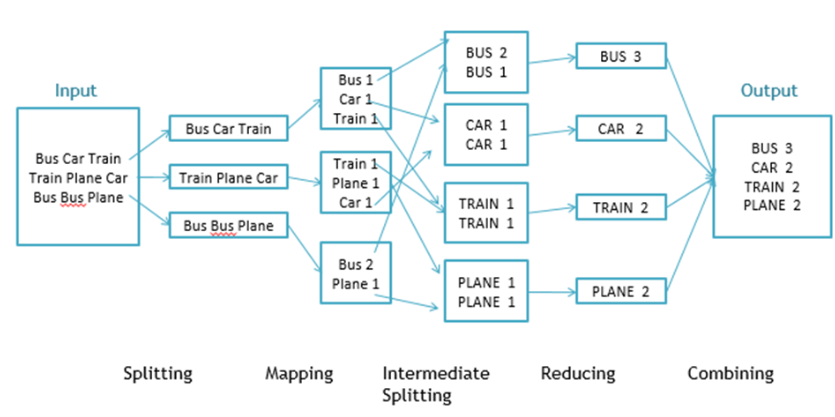 Input
Bus Car Train
Train Plane Car
Bus Bus Plane
Bus Car Train
Train Plane Car
Bus Bus Plane
Bus 1
Car 1
Train 1
Train 1
Plane 1
Car 1
Bus 2
Plane 1
BUS 2
BUS 1
CAR 1
CAR 1
TRAIN 1
TRAIN 1
PLANE 1
PLANE 1
BUS 3
CAR 2
TRAIN 2
PLANE 2
Output
BUS 3
CAR 2
TRAIN 2
PLANE 2
Splitting
Mapping
Intermediate
Splitting
Reducing
Combining